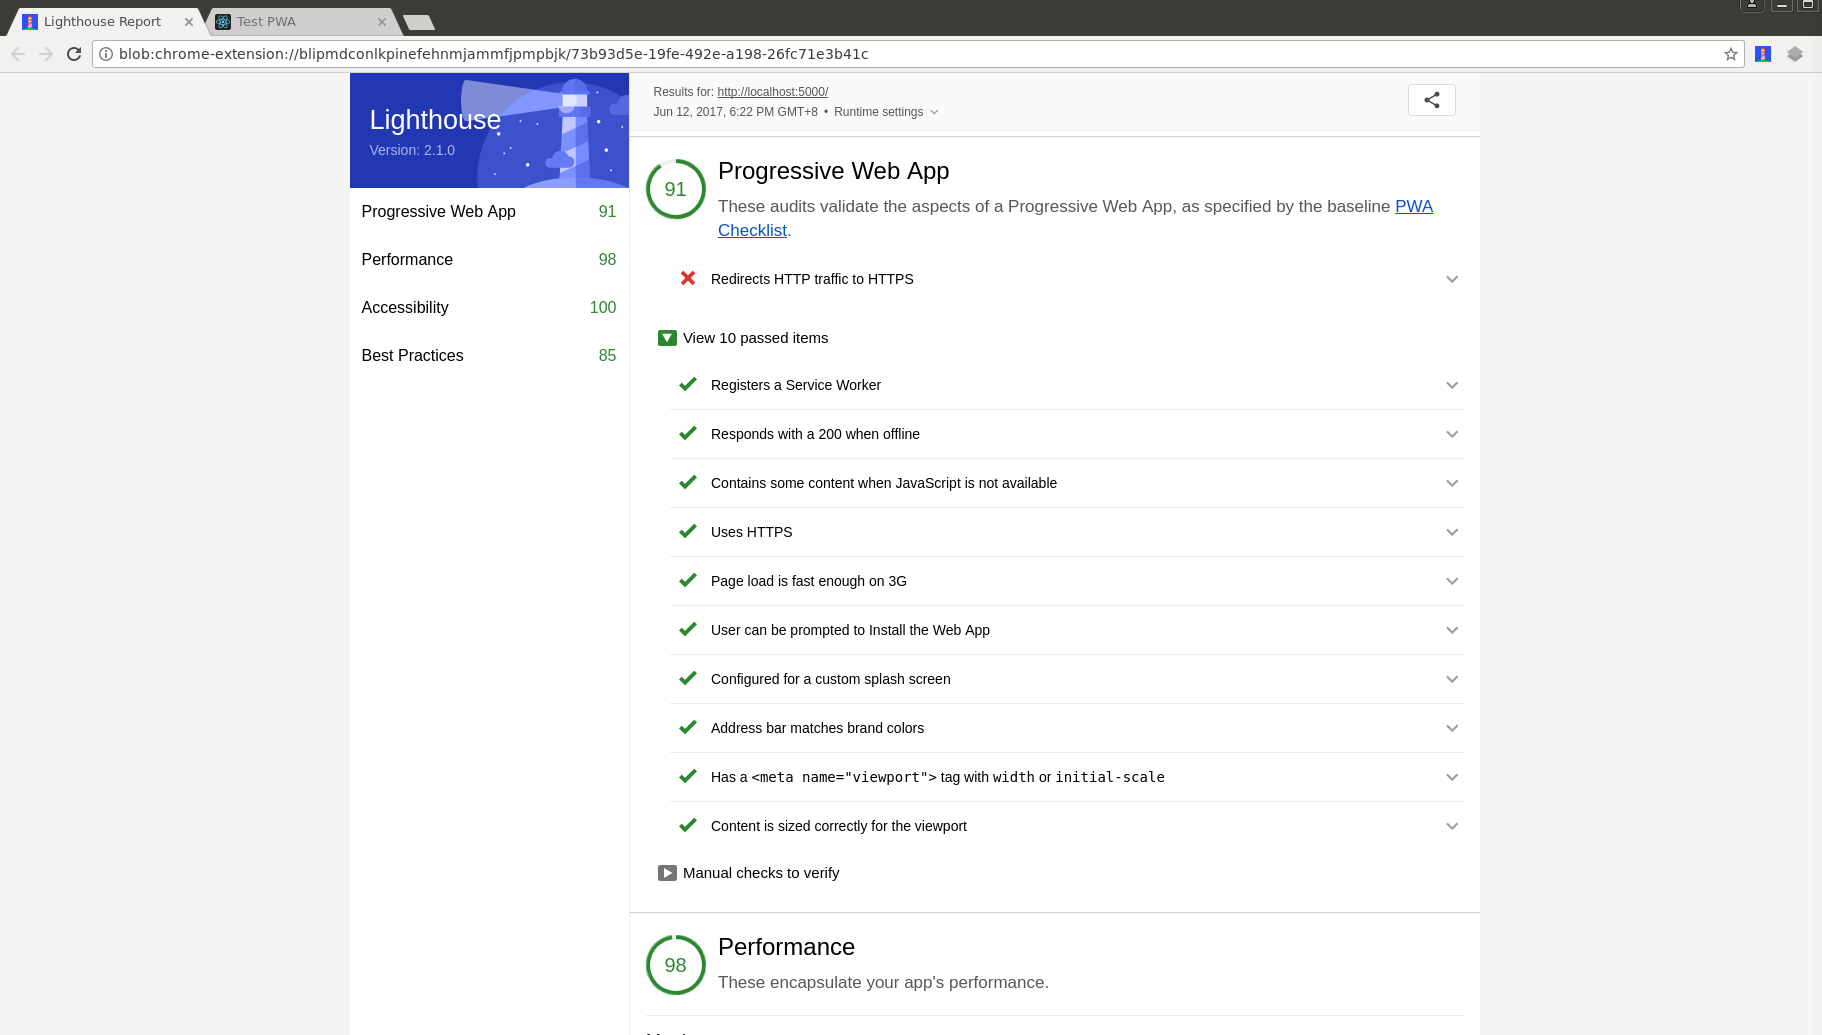 Lighthouse Report
Test PWA
blob:chrome-extension://blipmdconlkpinefehnmjammfjpmpbjk/73b93d5e-19fe-492e-a198-26fc71e3b41c
Lighthouse
Version: 2.1.0
Progressive Web App 91
Performance 98
Accessibility 100
Best Practices 85
Results for: http://localhost:5000/
Jun 12, 2017, 6:22 PM GMT+8 • Runtime settings
91
Progressive Web App
These audits validate the aspects of a Progressive Web App, as specified by the baseline PWA
Checklist.
Redirects HTTP traffic to HTTPS
View 10 passed items
Registers a Service Worker
Responds with a 200 when offline
Contains some content when JavaScript is not available
Uses HTTPS
Page load is fast enough on 3G
User can be prompted to Install the Web App
Configured for a custom splash screen
Address bar matches brand colors
Has a <meta name="viewport"> tag with width or initial-scale
Content is sized correctly for the viewport
Manual checks to verify
98
Performance
These encapsulate your app's performance.